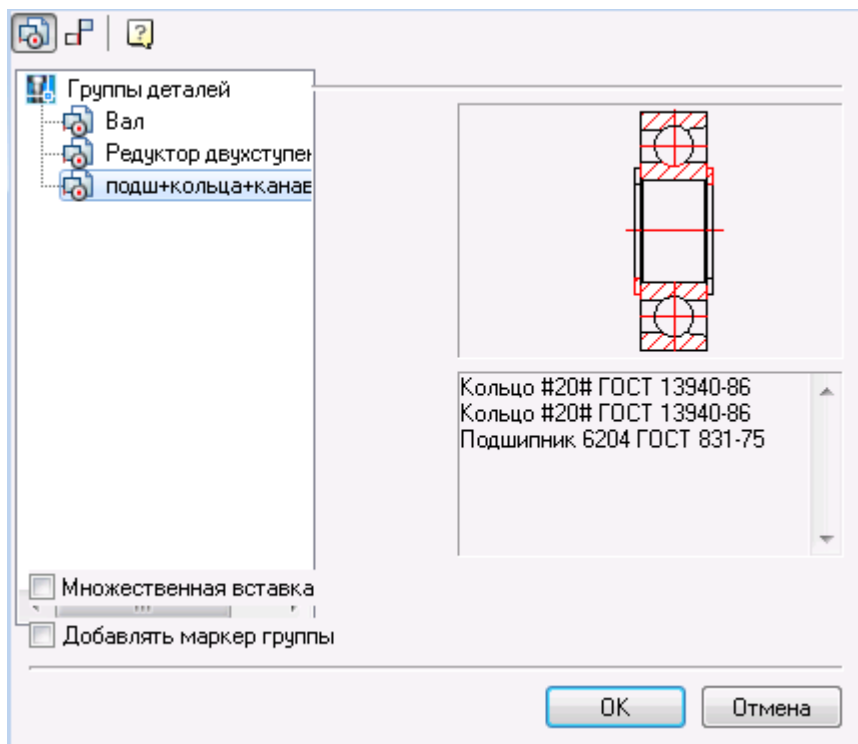 Группы деталей
Вал
Редуктор двухступен
подш+кольца+канав
Кольцо #20# ГОСТ 13940-86
Кольцо #20# ГОСТ 13940-86
Подшипник 6204 ГОСТ 831-75
Множественная вставка
Добавлять маркер группы
OK
Отмена